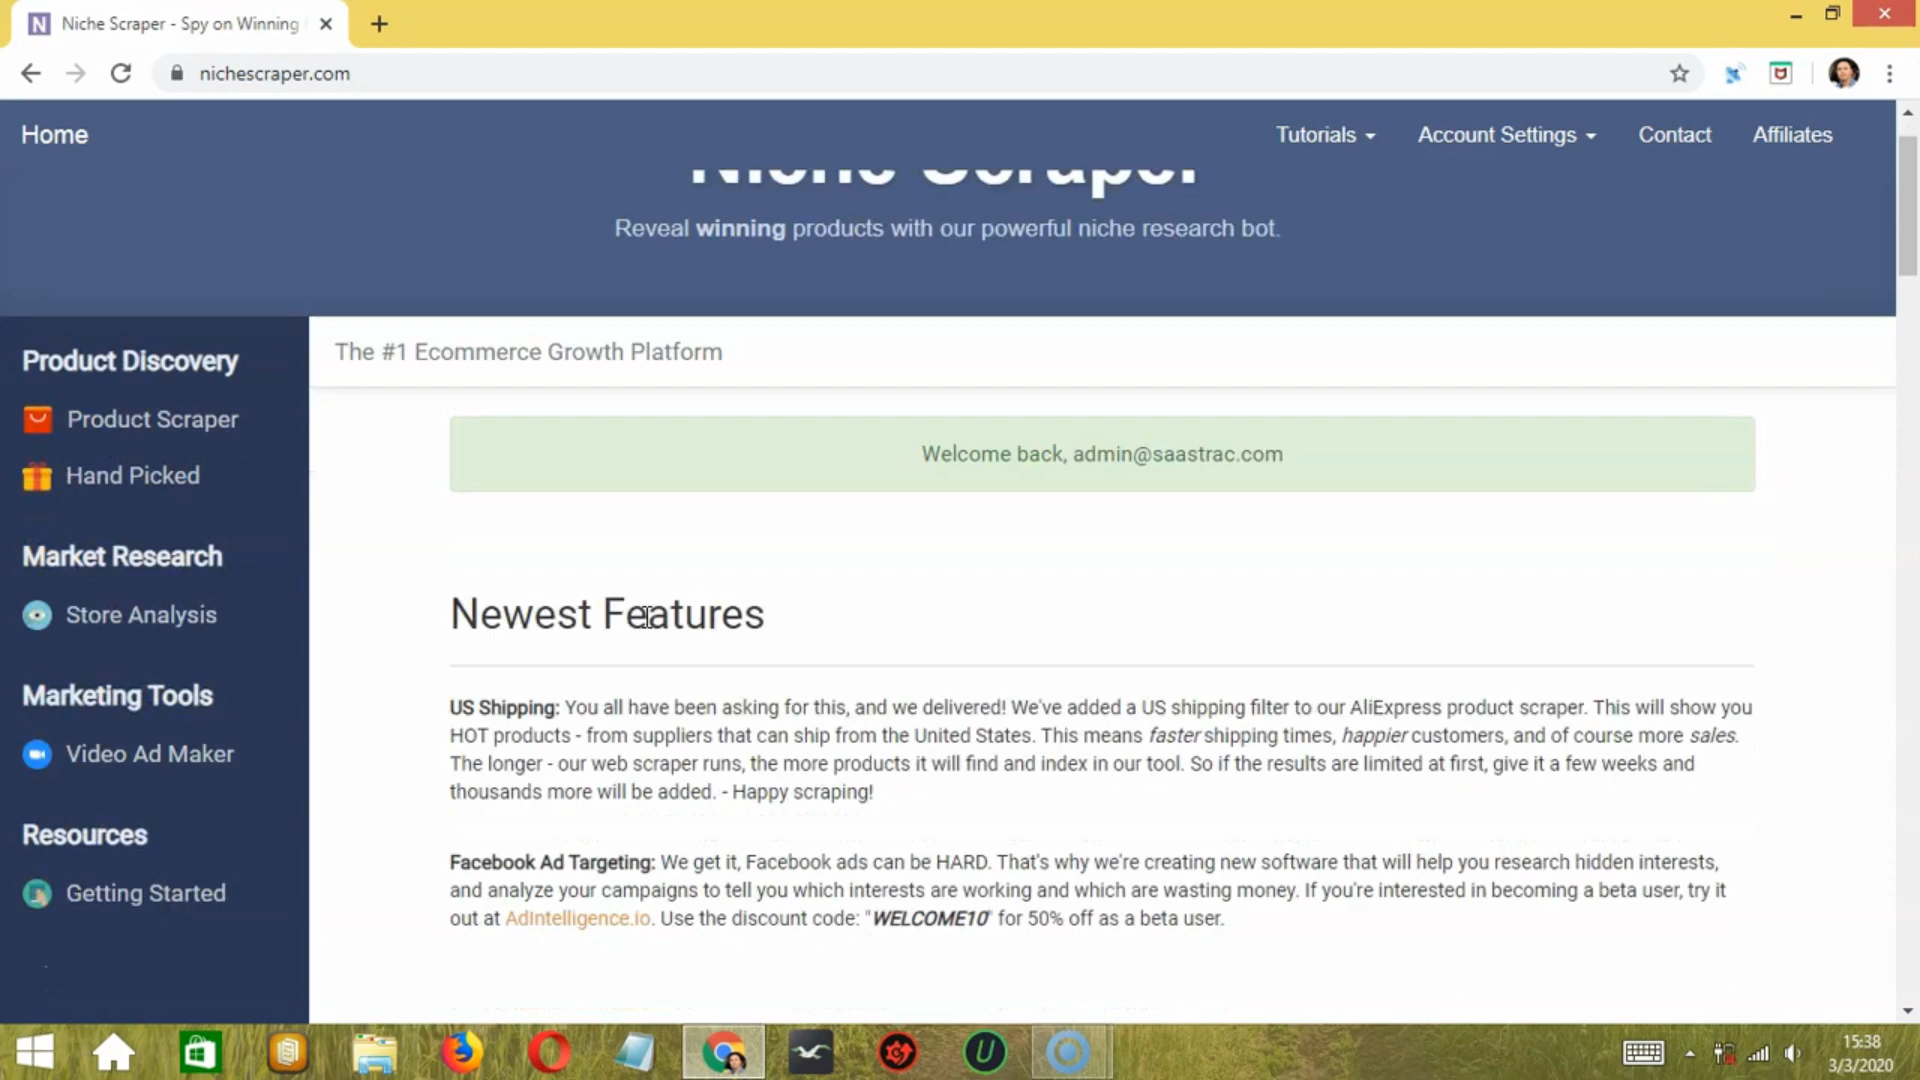 N
Niche Scraper - Spy on Winning
nichescraper.com
Home
Tutorials
Account Settings
Contact
Affiliates
Niche Scraper
Reveal winning products with our powerful niche research bot.
Product Discovery
Product Scraper
Hand Picked
Market Research
Store Analysis
Marketing Tools
Video Ad Maker
Resources
Getting Started
The #1 Ecommerce Growth Platform
Welcome back, admin@saastrac.com
Newest Features
US Shipping: You all have been asking for this, and we delivered! We've added a US shipping filter to our AliExpress product scraper. This will show you
HOT products - from suppliers that can ship from the United States. This means faster shipping times, happier customers, and of course more sales.
The longer - our web scraper runs, the more products it will find and index in our tool. So if the results are limited at first, give it a few weeks and
thousands more will be added. - Happy scraping!
Facebook Ad Targeting: We get it, Facebook ads can be HARD. That's why we're creating new software that will help you research hidden interests,
and analyze your campaigns to tell you which interests are working and which are wasting money. If you're interested in becoming a beta user, try it
out at AdIntelligence.io. Use the discount code: "WELCOME10" for 50% off as a beta user.
U
15:38
3/3/2020